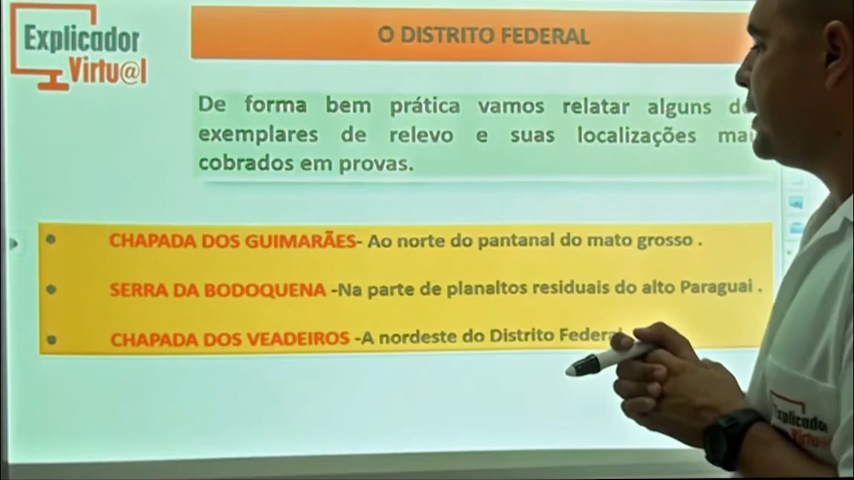 Explicador
Virtu@l
O DISTRITO FEDERAL
De forma bem prática vamos relatar alguns
exemplares de relevo e suas localizações
cobrados em provas.
CHAPADA DOS GUIMARÃES- Ao norte do pantanal do mato grosso .
SERRA DA BODOQUENA -Na parte de planaltos residuais do alto Paraguai .
CHAPADA DOS VEADEIROS -A nordeste do Distrito Federal
Explicador
Virtu@l